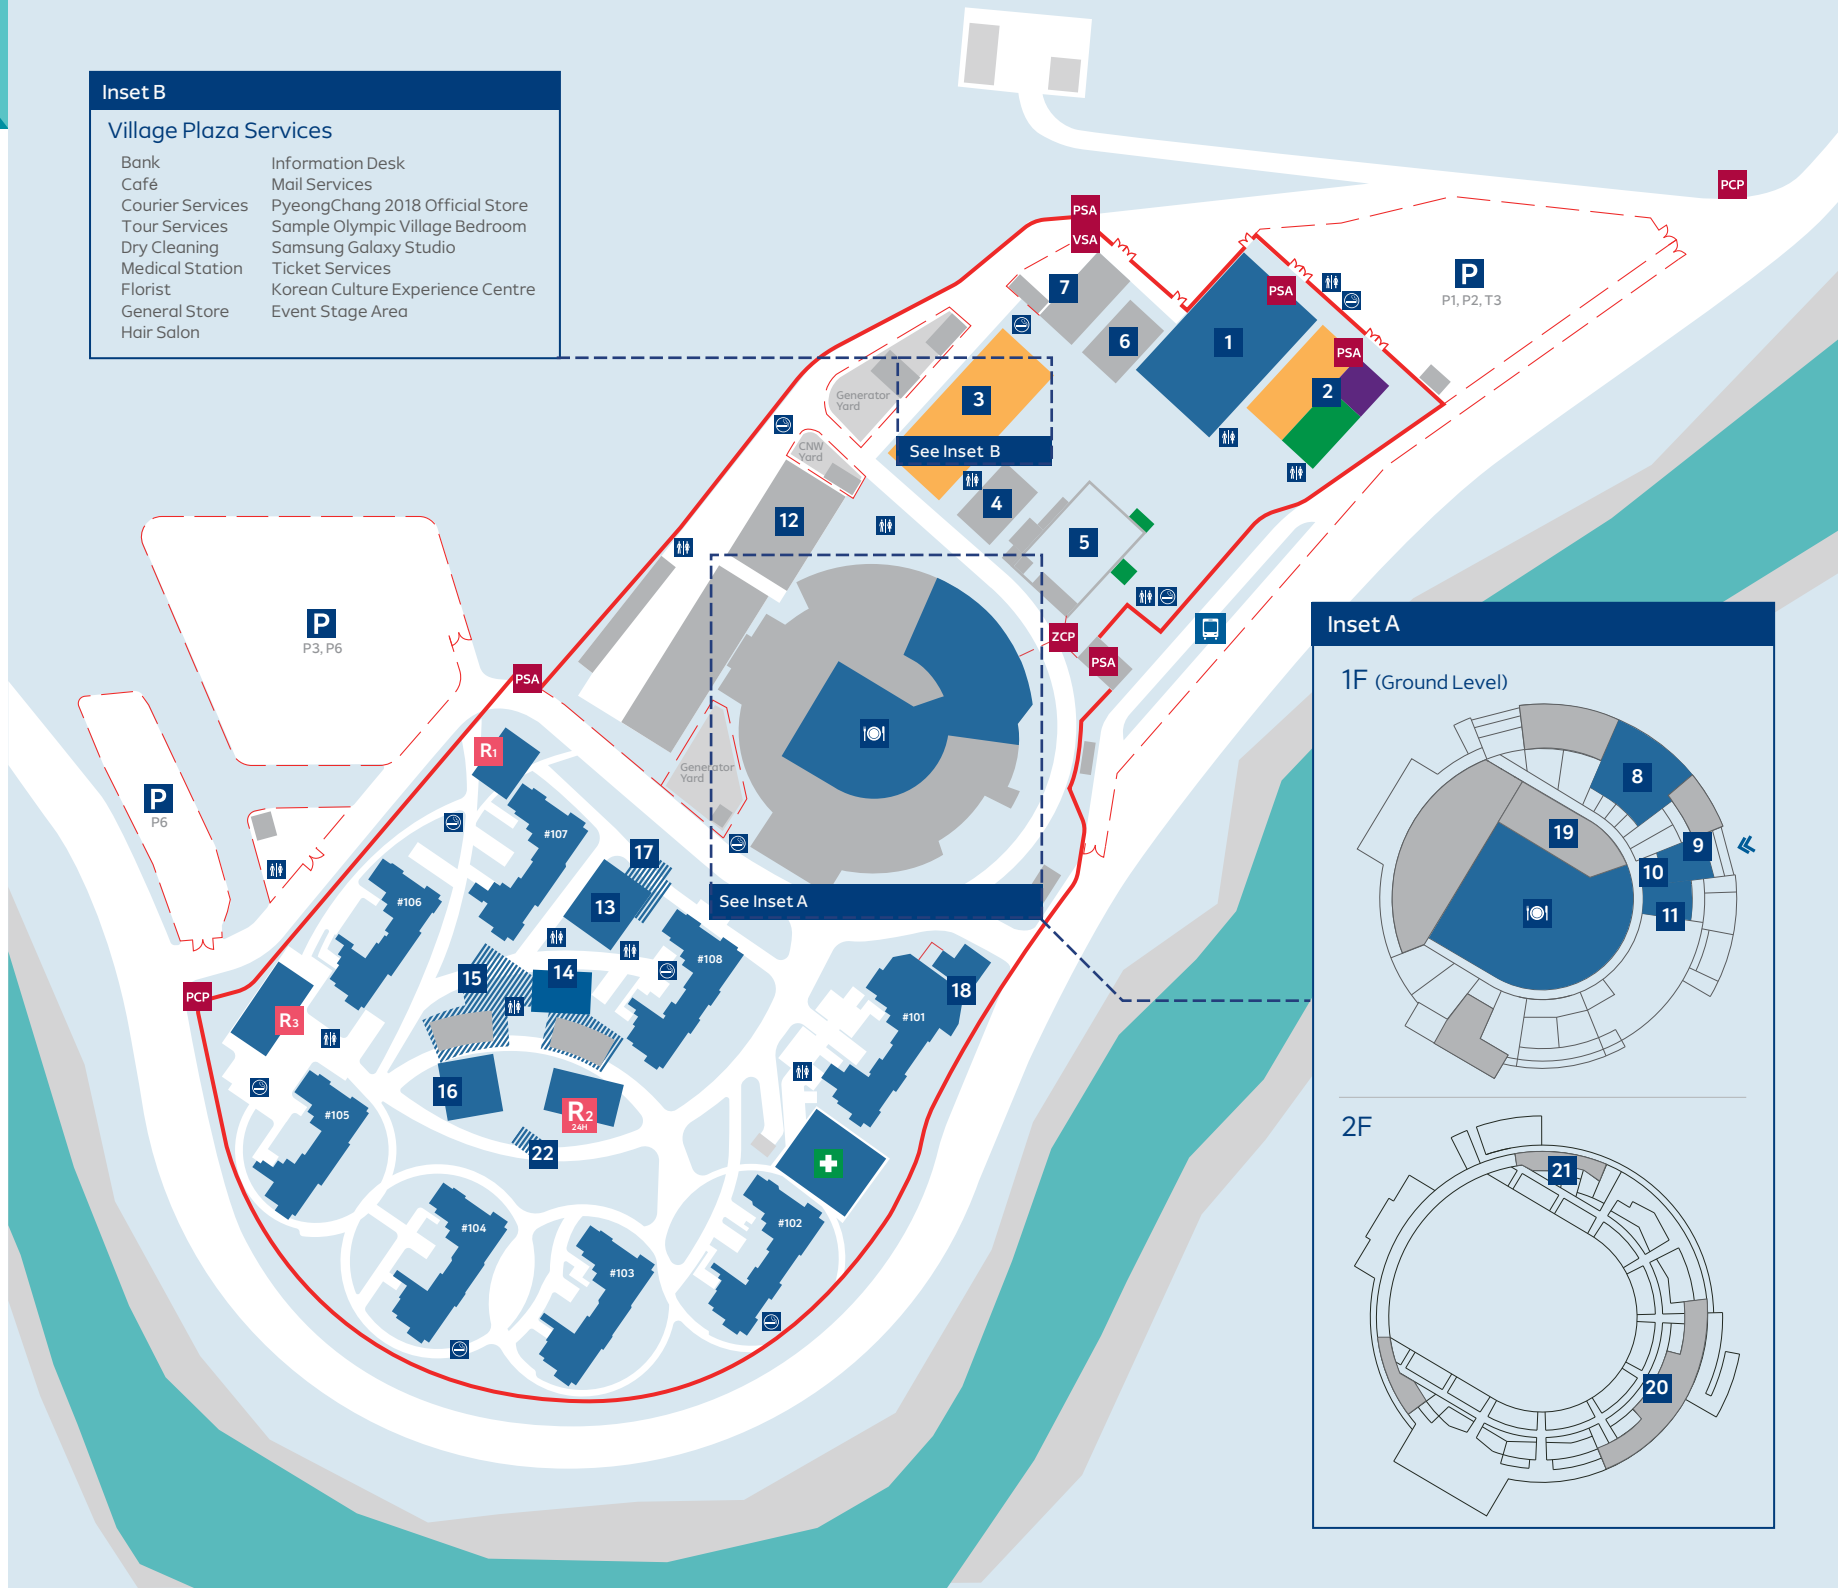 Inset B
Village Plaza Services
Bank
Café
Courier Services
Tour Services
Dry Cleaning
Medical Station
Florist
General Store
Hair Salon
Information Desk
Mail Services
PyeongChang 2018 Official Store
Sample Olympic Village Bedroom
Samsung Galaxy Studio
Ticket Services
Korean Culture Experience Centre
Event Stage Area
PCP
PSA
VSA
7
PSA
P
P1, P2, T3
6
1
PSA
2
3
Generator
Yard
See Inset B
CNW
Yard
4
12
5
P
P3, P6
ZCP
PSA
PSA
R1
Generator
Yard
P
P6
#107
17
13
#106
See Inset A
#108
15
14
18
PCP
R3
#101
16
R2
24H
#105
22
#104
#102
#103
Inset A
1F (Ground Level)
8
19
9
10
11
2F
21
20